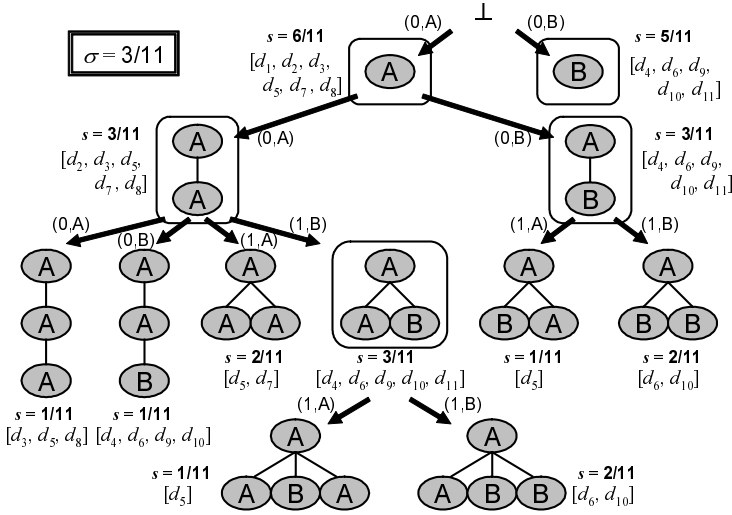 σ = 3/11
⊥
(0,A)
(0,B)
s = 6/11
[d1, d2, d3,
d5, d7 , d8]
A
B
s = 5/11
[d4, d6, d9,
d10, d11]
(0,A)
(0,B)
s = 3/11
[d2, d3, d5,
d7 , d8]
A
A
A
B
s = 3/11
[d4, d6, d9,
d10, d11]
(0,A)
(0,B)
(1,A)
(1,B)
(1,A)
(1,B)
A
A
A
s = 1/11
[d3, d5, d8]
A
A
B
s = 1/11
[d4, d6, d9, d10]
A
A A
s = 2/11
[d5, d7]
A
A B
s = 3/11
[d4, d6, d9, d10, d11]
A
B A
s = 1/11
[d5]
A
B B
s = 2/11
[d6, d10]
(1,A)
(1,B)
s = 1/11
[d5]
A
A B A
A
A B B
s = 2/11
[d6, d10]